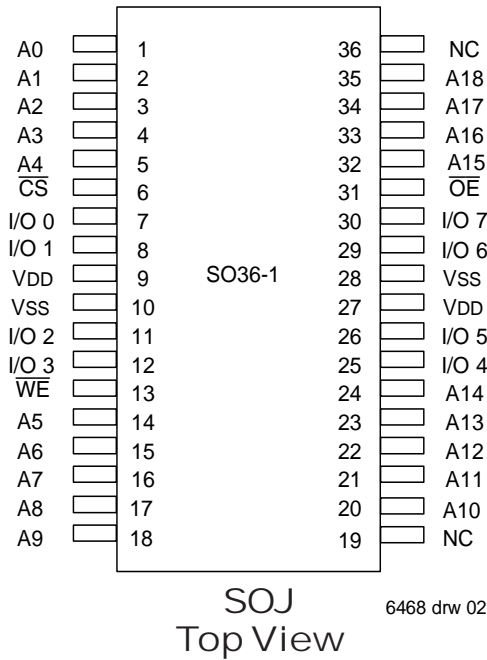 A0 1 36 NC
A1 2 35 A18
A2 3 34 A17
A3 4 33 A16
A4 5 32 A15
C̅S̅ 6 31 O̅E̅
I/O 0 7 30 I/O 7
I/O 1 8 29 I/O 6
VDD 9 SO36-1 28 VSS
VSS 10 27 VDD
I/O 2 11 26 I/O 5
I/O 3 12 25 I/O 4
W̅E̅ 13 24 A14
A5 14 23 A13
A6 15 22 A12
A7 16 21 A11
A8 17 20 A10
A9 18 19 NC
SOJ 6468 drw 02
Top View